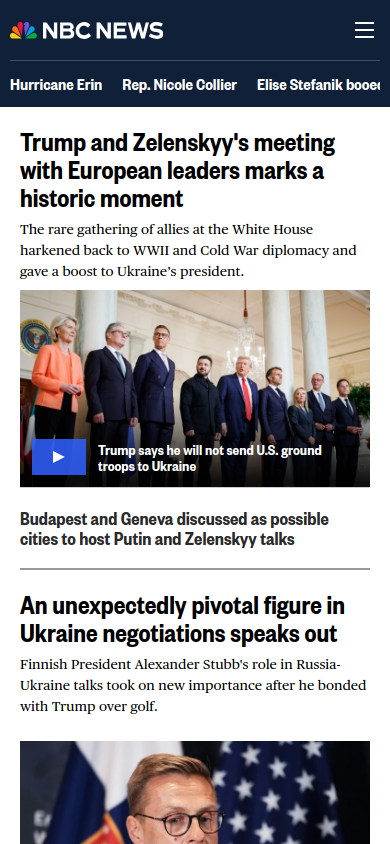 NBC NEWS
Hurricane Erin Rep. Nicole Collier Elise Stefanik booed
Trump and Zelenskyy's meeting
with European leaders marks a
historic moment
The rare gathering of allies at the White House
harkened back to WWII and Cold War diplomacy and
gave a boost to Ukraine’s president.
Trump says he will not send U.S. ground
troops to Ukraine
Budapest and Geneva discussed as possible
cities to host Putin and Zelenskyy talks
An unexpectedly pivotal figure in
Ukraine negotiations speaks out
Finnish President Alexander Stubb's role in Russia-
Ukraine talks took on new importance after he bonded
with Trump over golf.